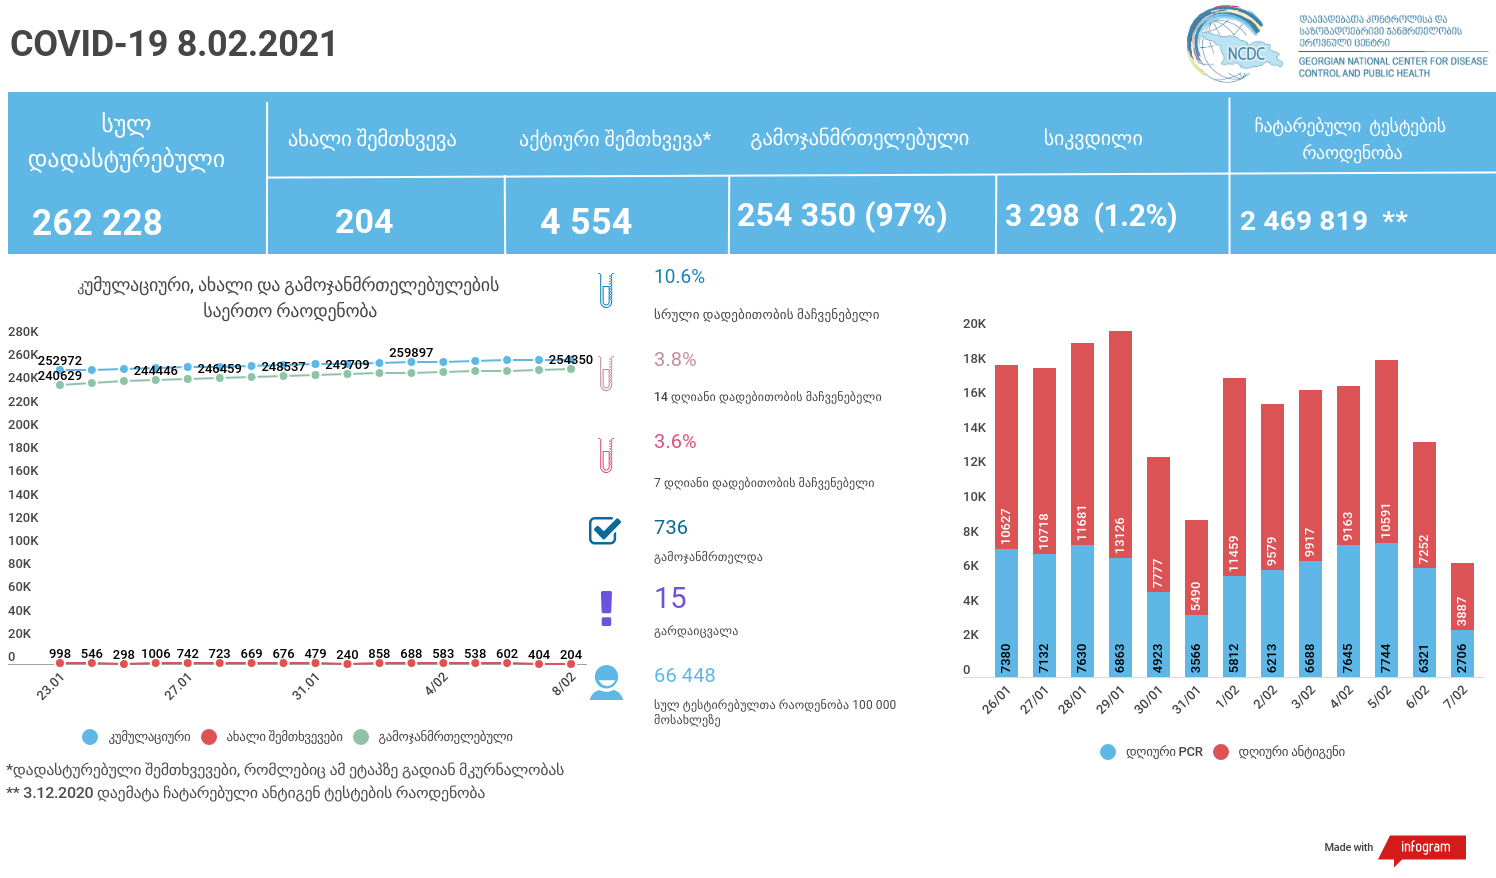 COVID-19 8.02.2021
დაავადებათა კონტროლისა და
საზოგადოებრივი ჯანმრთელობის
ეროვნული ცენტრი
NCDC
GEORGIAN NATIONAL CENTER FOR DISEASE
CONTROL AND PUBLIC HEALTH
სულ
დადასტურებული
262 228
ახალი შემთხვევა
204
აქტიური შემთხვევა*
4 554
გამოჯანმრთელებული
254 350 (97%)
სიკვდილი
3 298 (1.2%)
ჩატარებული ტესტების
რაოდენობა
2 469 819 **
კუმულაციური, ახალი და გამოჯანმრთელებულების
საერთო რაოდენობა
280K
260K
240K
220K
200K
180K
160K
140K
120K
100K
80K
60K
40K
20K
0
252972
259897
240629
244446
246459
248537
249709
254350
998 546 298 1006 742 723 669 676 479 240 858 688 583 538 602 404 204
23.01 27.01 31.01 4/02 8/02
კუმულაციური ახალი შემთხვევები გამოჯანმრთელებული
*დადასტურებული შემთხვევები, რომლებიც ამ ეტაპზე გადიან მკურნალობას
** 3.12.2020 დაემატა ჩატარებული ანტიგენ ტესტების რაოდენობა
10.6%
სრული დადებითობის მაჩვენებელი
3.8%
14 დღიანი დადებითობის მაჩვენებელი
3.6%
7 დღიანი დადებითობის მაჩვენებელი
736
გამოჯანმრთელდა
15
გარდაიცვალა
66 448
სულ ტესტირებულთა რაოდენობა 100 000
მოსახლეზე
20K
18K
16K
14K
12K
10K
8K
6K
4K
2K
0
10627 10718 11681 13126 7777 5490 11459 9579 9917 9163 10591 7252 3887
7380 7132 7630 6863 4923 3566 5812 6213 6688 7645 7744 6321 2706
26/01 27/01 28/01 29/01 30/01 31/01 1/02 2/02 3/02 4/02 5/02 6/02 7/02
დღიური PCR დღიური ანტიგენი
Made with infogram